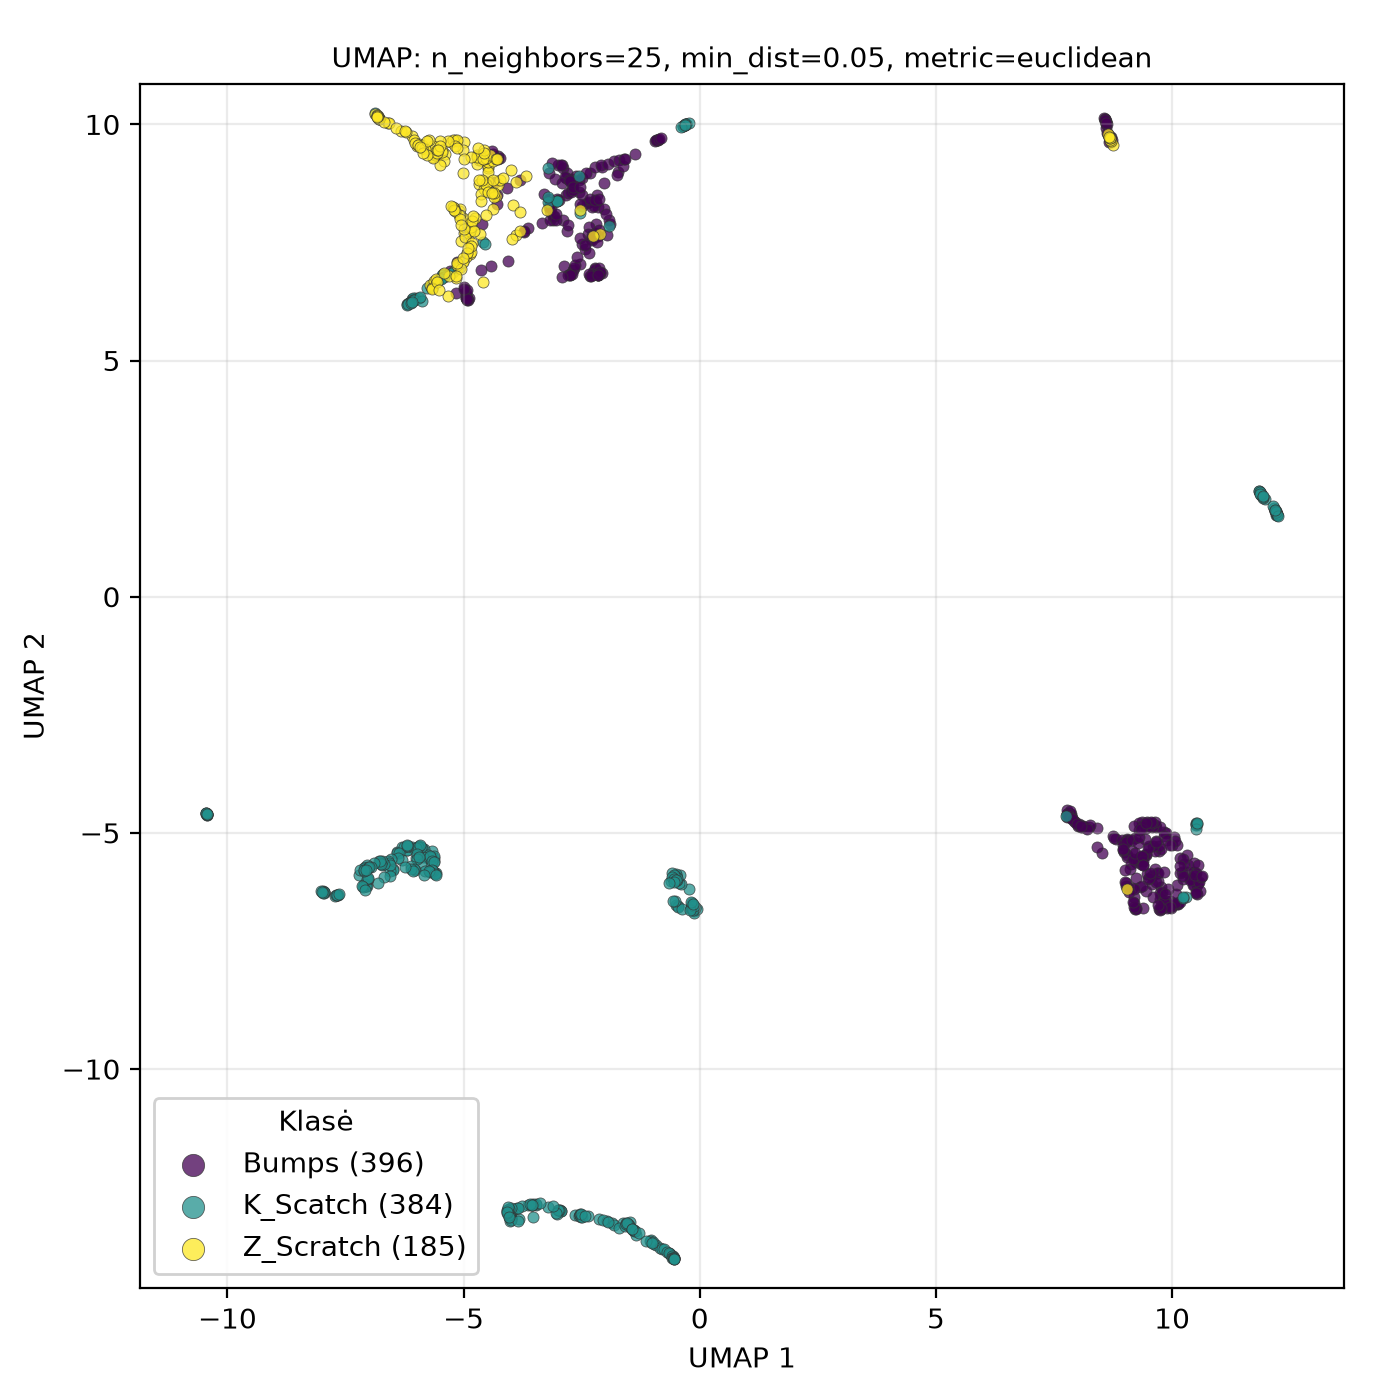 UMAP: n_neighbors=25, min_dist=0.05, metric=euclidean
10
5
0
−5
−10
UMAP 2
Klasė
Bumps (396)
K_Scatch (384)
Z_Scratch (185)
−10
−5
0
5
10
UMAP 1